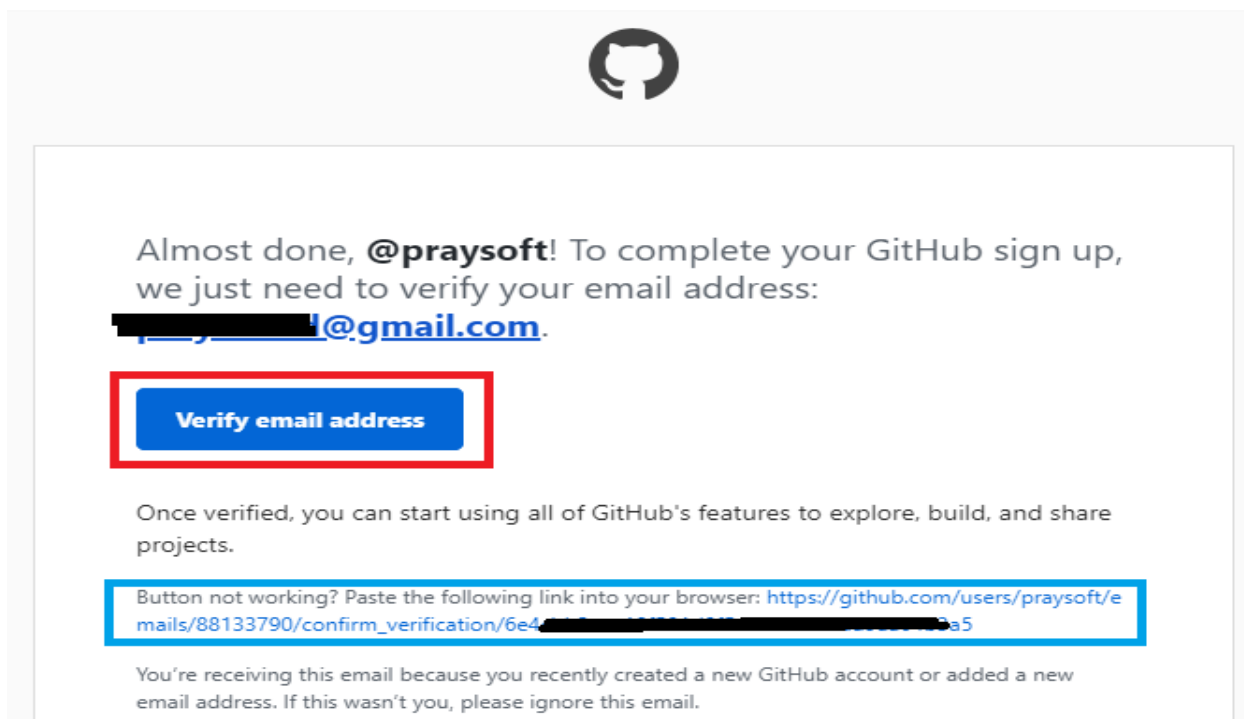 Almost done, @praysoft! To complete your GitHub sign up,
we just need to verify your email address:
@gmail.com.
Verify email address
Once verified, you can start using all of GitHub's features to explore, build, and share
projects.
Button not working? Paste the following link into your browser: https://github.com/users/praysoft/e
mails/88133790/confirm_verification/6e4 a5
You’re receiving this email because you recently created a new GitHub account or added a new
email address. If this wasn’t you, please ignore this email.